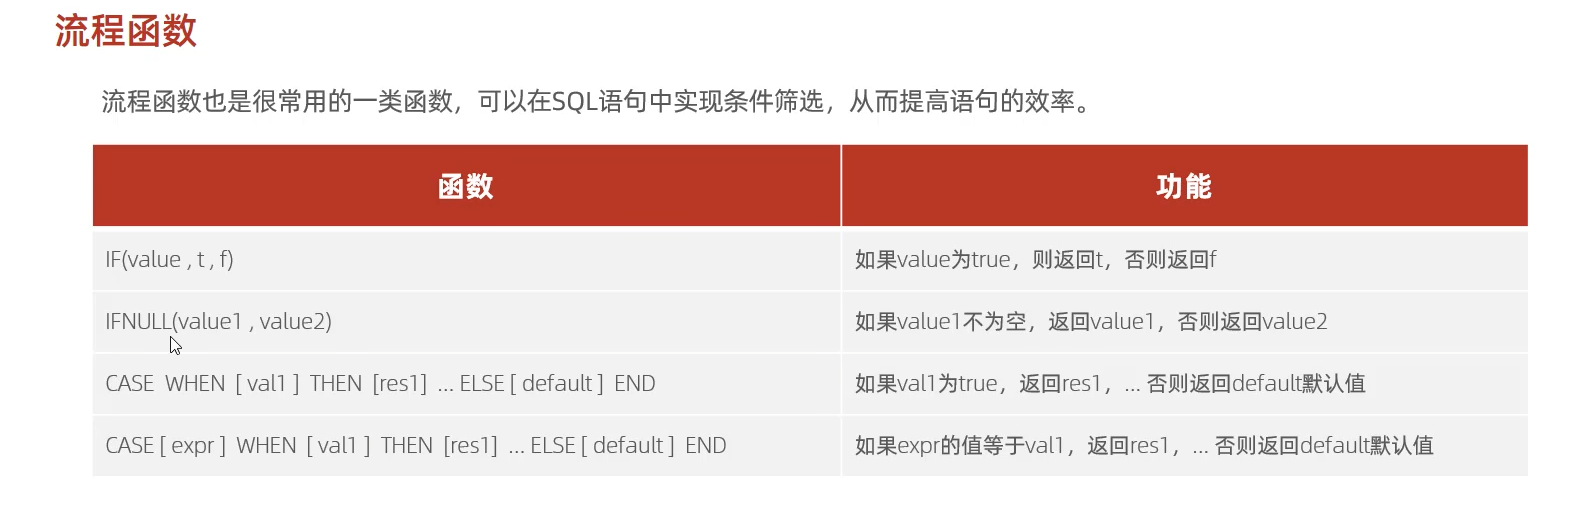 流程函数
流程函数也是很常用的一类函数，可以在SQL语句中实现条件筛选，从而提高语句的效率。
函数 功能
IF(value , t , f) 如果value为true，则返回t，否则返回f
IFNULL(value1 , value2) 如果value1不为空，返回value1，否则返回value2
CASE WHEN [ val1 ] THEN [res1] ... ELSE [ default ] END 如果val1为true，返回res1，... 否则返回default默认值
CASE [ expr ] WHEN [ val1 ] THEN [res1] ... ELSE [ default ] END 如果expr的值等于val1，返回res1，... 否则返回default默认值